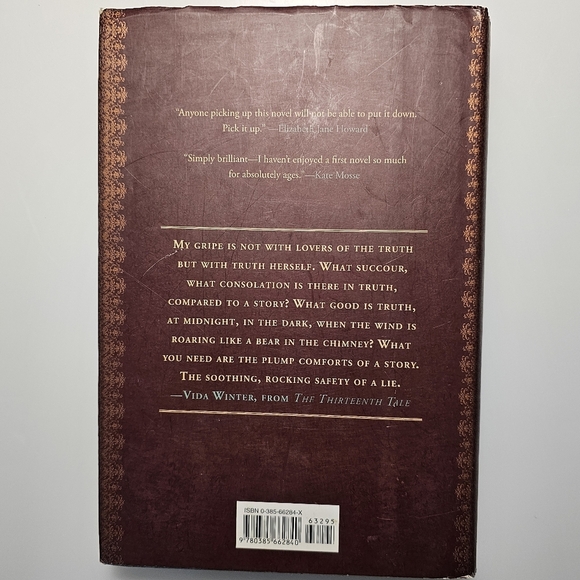 "Anyone picking up this novel will not be able to put it down.
Pick it up."—Elizabeth Jane Howard
"Simply brilliant—I haven't enjoyed a first novel so much
for absolutely ages."—Kate Mosse
My gripe is not with lovers of the truth
but with truth herself. What succour,
what consolation is there in truth,
compared to a story? What good is truth,
at midnight, in the dark, when the wind is
roaring like a bear in the chimney? What
you need are the plump comforts of a story.
The soothing, rocking safety of a lie.
—Vida Winter, from The Thirteenth Tale
ISBN 0-385-66284-X
63295
9 780385 662840